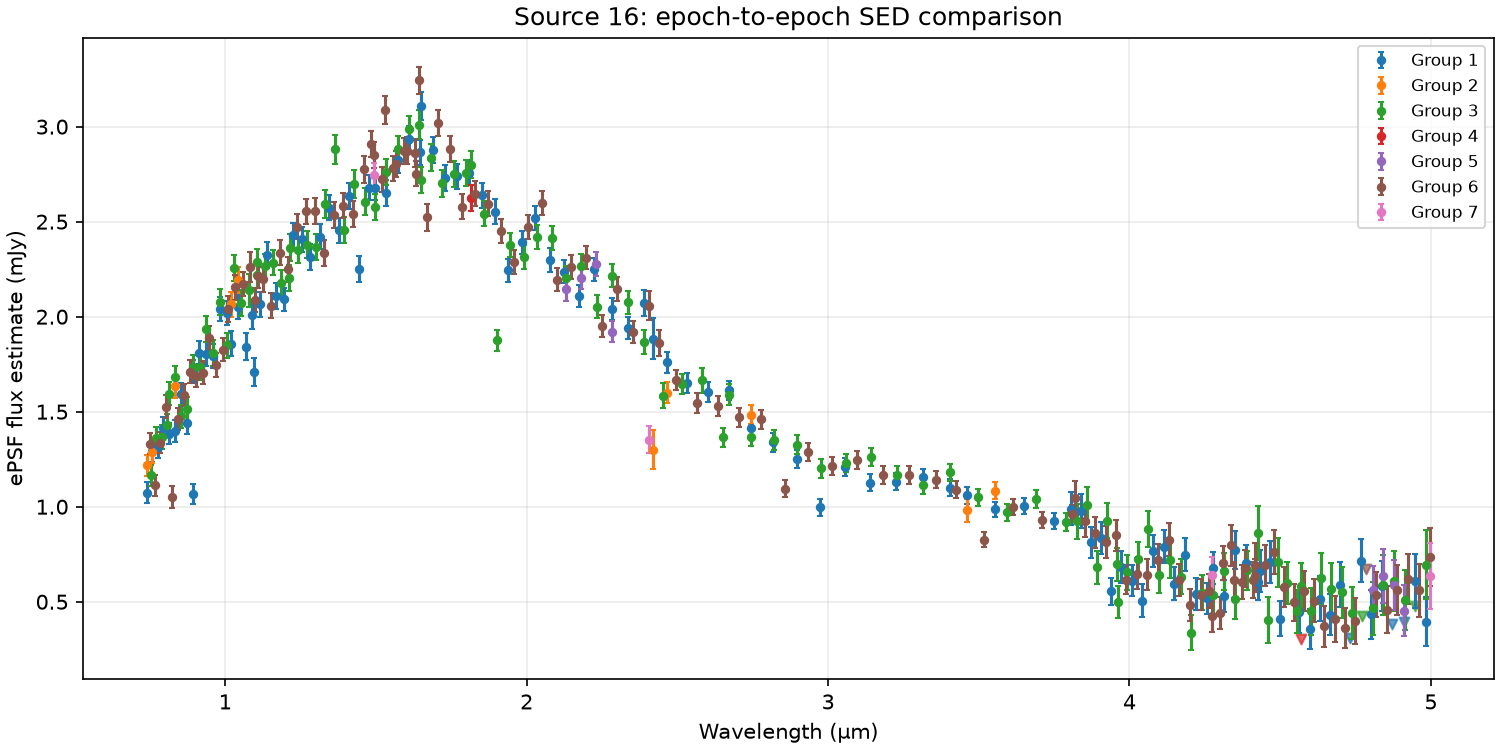 Source 16: epoch-to-epoch SED comparison
ePSF flux estimate (mJy)
3.0
2.5
2.0
1.5
1.0
0.5
1
2
3
4
5
Wavelength (µm)
Group 1
Group 2
Group 3
Group 4
Group 5
Group 6
Group 7